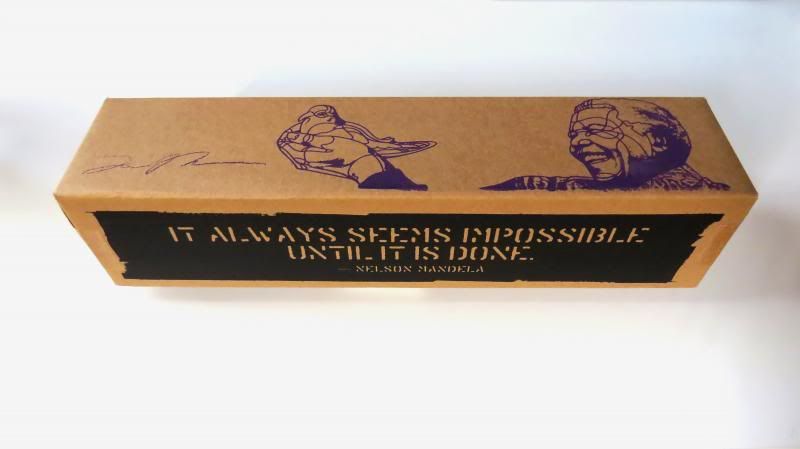 IT ALWAYS SEEMS IMPOSSIBLE
UNTIL IT IS DONE.
— NELSON MANDELA